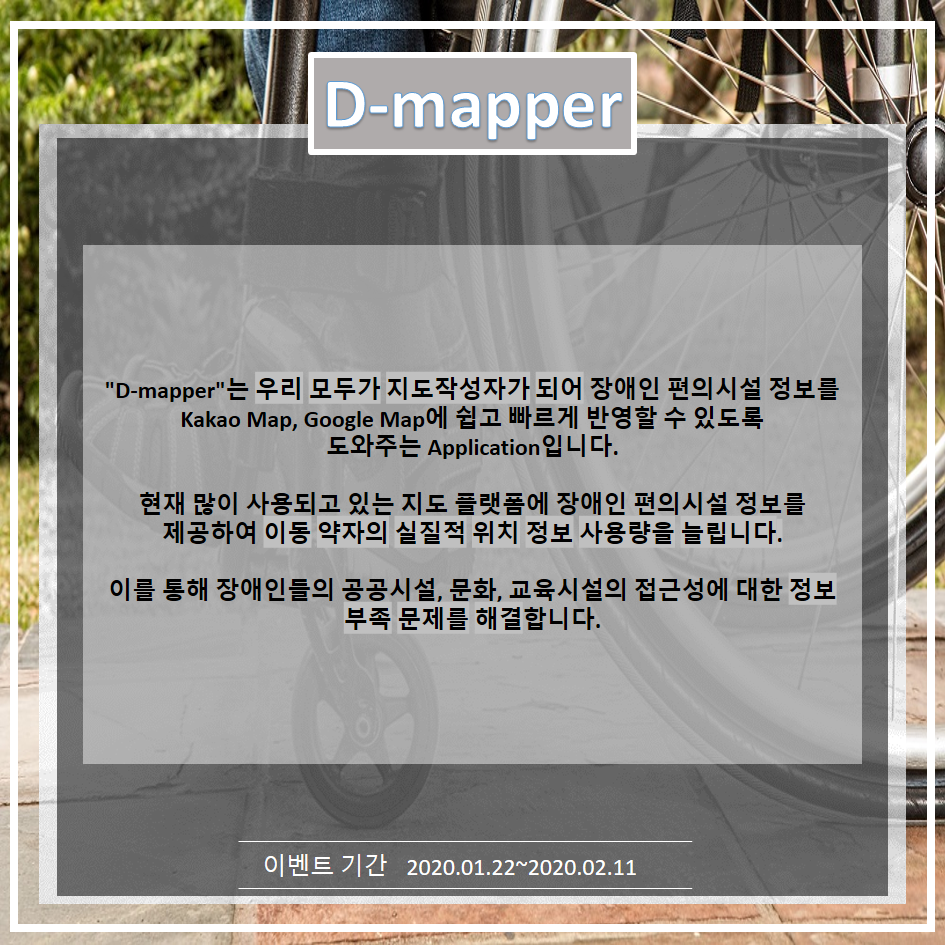 D-mapper
"D-mapper"는 우리 모두가 지도작성자가 되어 장애인 편의시설 정보를
Kakao Map, Google Map에 쉽고 빠르게 반영할 수 있도록
도와주는 Application입니다.
현재 많이 사용되고 있는 지도 플랫폼에 장애인 편의시설 정보를
제공하여 이동 약자의 실질적 위치 정보 사용량을 늘립니다.
이를 통해 장애인들의 공공시설, 문화, 교육시설의 접근성에 대한 정보
부족 문제를 해결합니다.
이벤트 기간 2020.01.22~2020.02.11